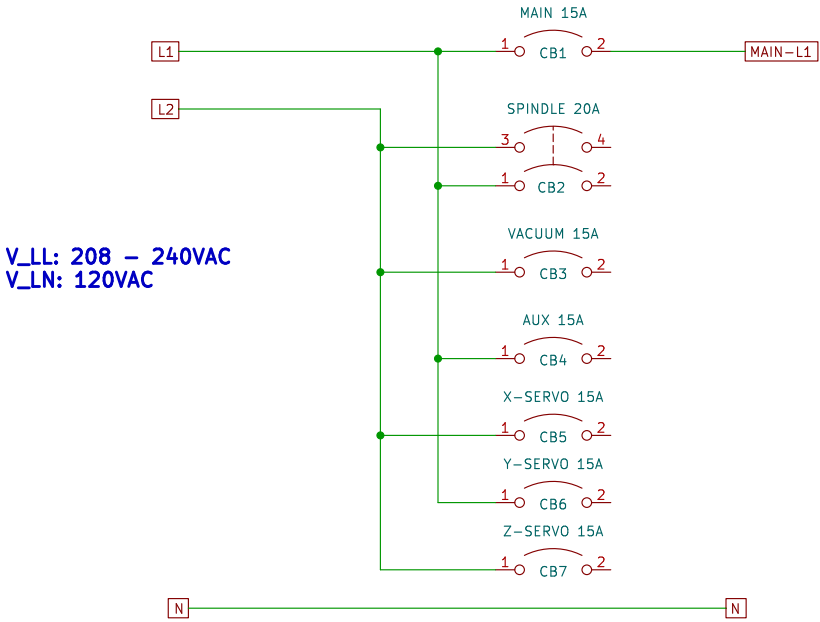 MAIN 15A
L1
1
CB1
2
MAIN-L1
L2
SPINDLE 20A
3
4
1
CB2
2
VACUUM 15A
V_LL: 208 - 240VAC
V_LN: 120VAC
1
CB3
2
AUX 15A
1
CB4
2
X-SERVO 15A
1
CB5
2
Y-SERVO 15A
1
CB6
2
Z-SERVO 15A
1
CB7
2
N
N